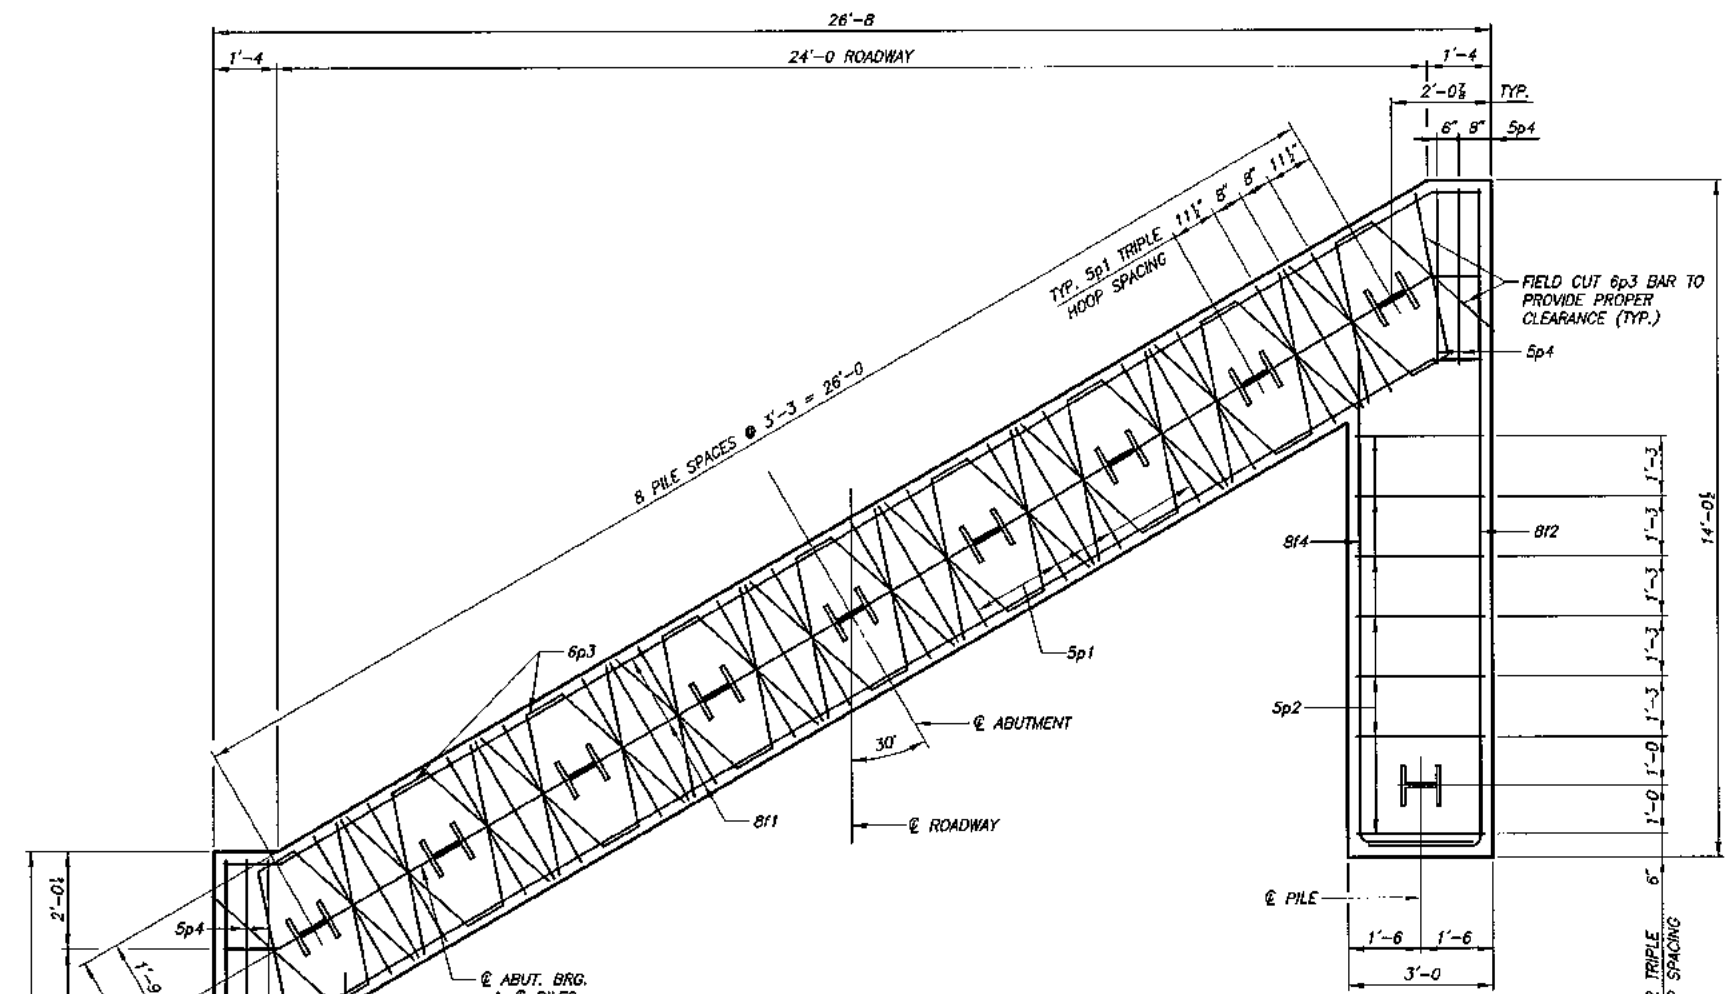 26'-8
1'-4
24'-0 ROADWAY
1'-4
2'-0⅞
TYP.
6"
8"
5p4
11½"
8"
8"
11½"
TYP. 5p1 TRIPLE
HOOP SPACING
FIELD CUT 6p3 BAR TO
PROVIDE PROPER
CLEARANCE (TYP.)
5p4
8 PILE SPACES @ 3'-3 = 26'-0
1'-3
1'-3
1'-3
1'-3
1'-3
1'-0
1'-0
6"
14'-0½
8f4
8f2
6p3
5p1
5p2
℄ ABUTMENT
30°
8f1
℄ ROADWAY
2'-0¼
5p4
1'-9
℄ ABUT. BRG.
℄ PILE
1'-6
1'-6
3'-0
TRIPLE
SPACING